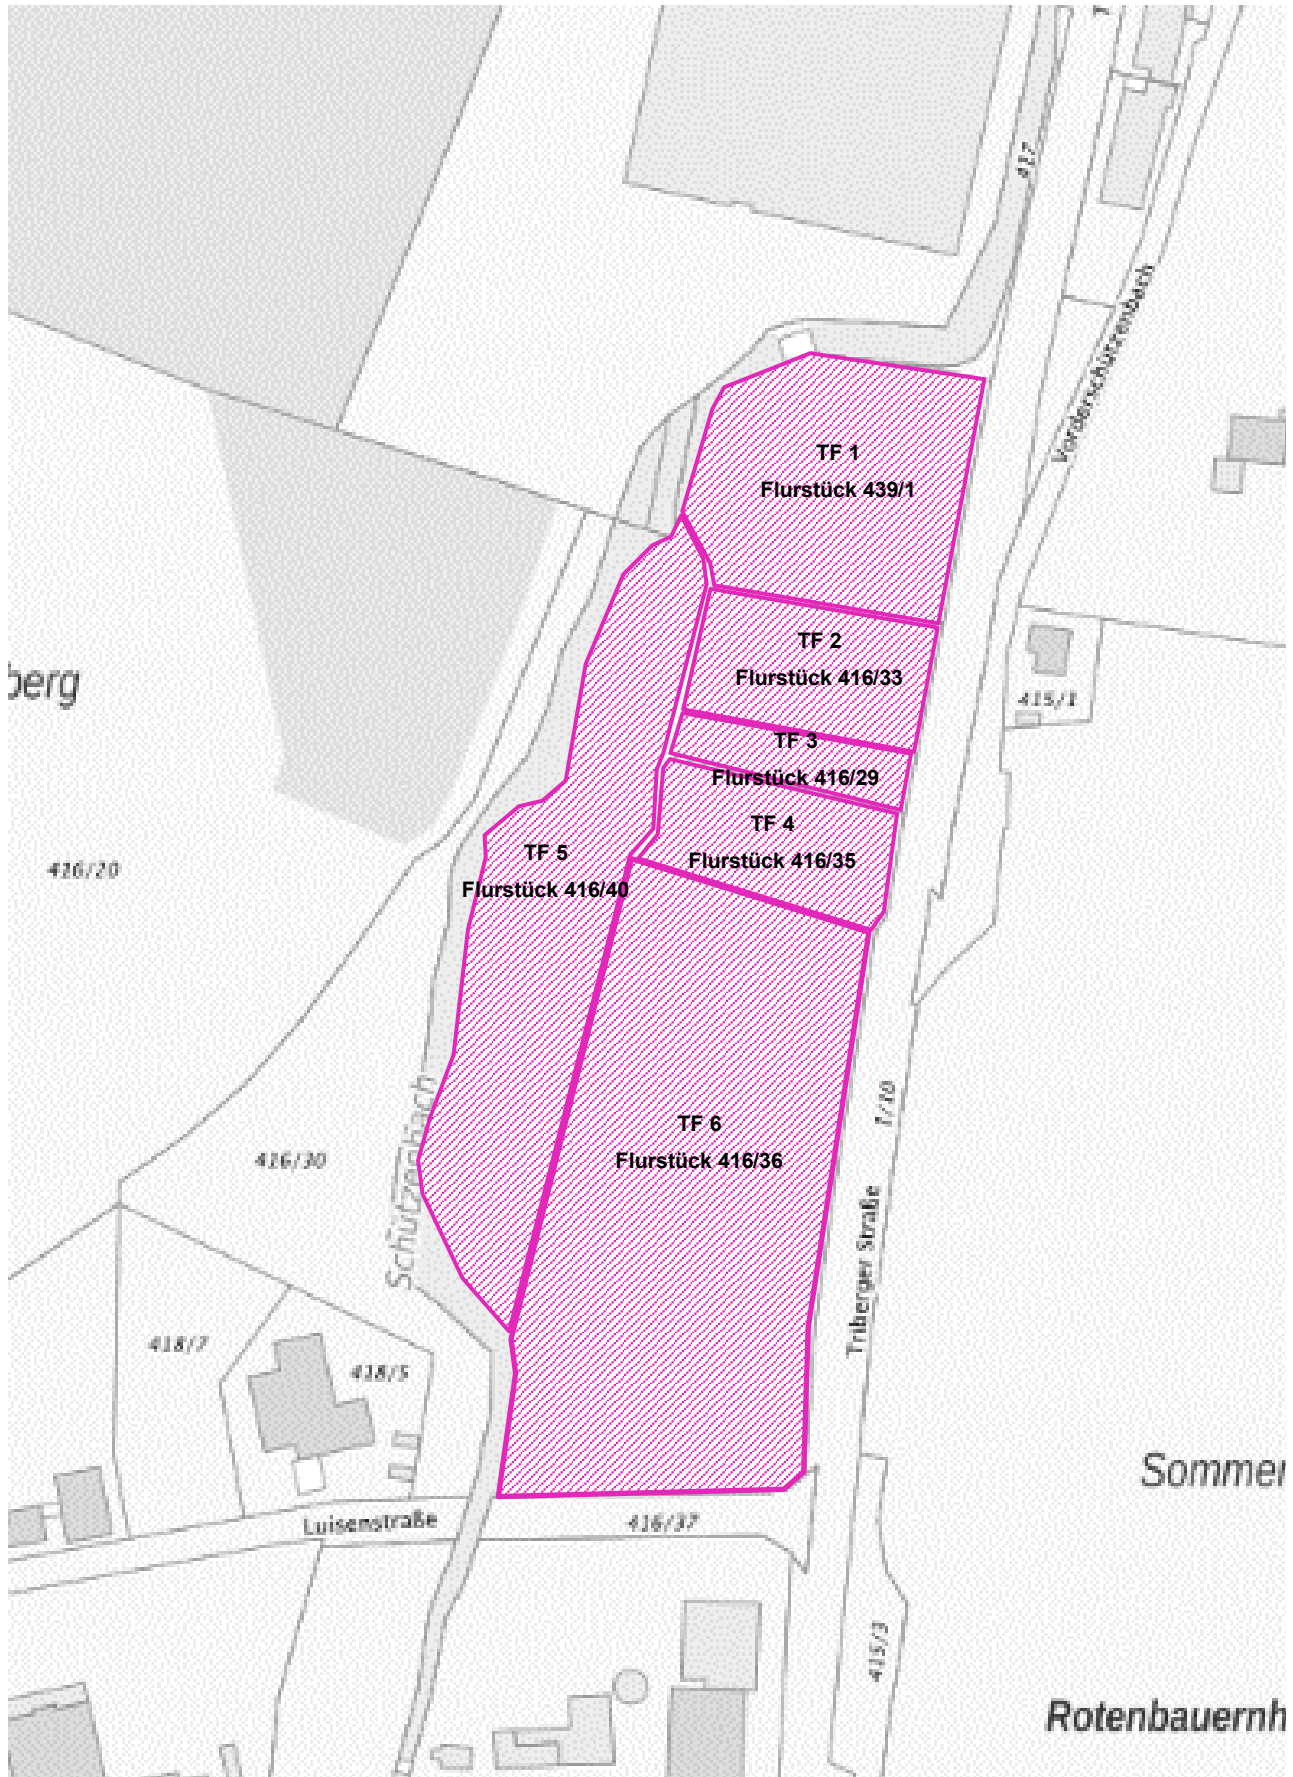 417
Vorderschützenbach
TF 1
Flurstück 439/1
TF 2
Flurstück 416/33
berg
415/1
TF 3
Flurstück 416/29
TF 4
Flurstück 416/35
TF 5
Flurstück 416/40
416/20
TF 6
Flurstück 416/36
1/10
416/30
Schützenbach
Triberger Straße
418/7
418/5
Sommer
Luisenstraße
416/37
415/3
Rotenbauernh